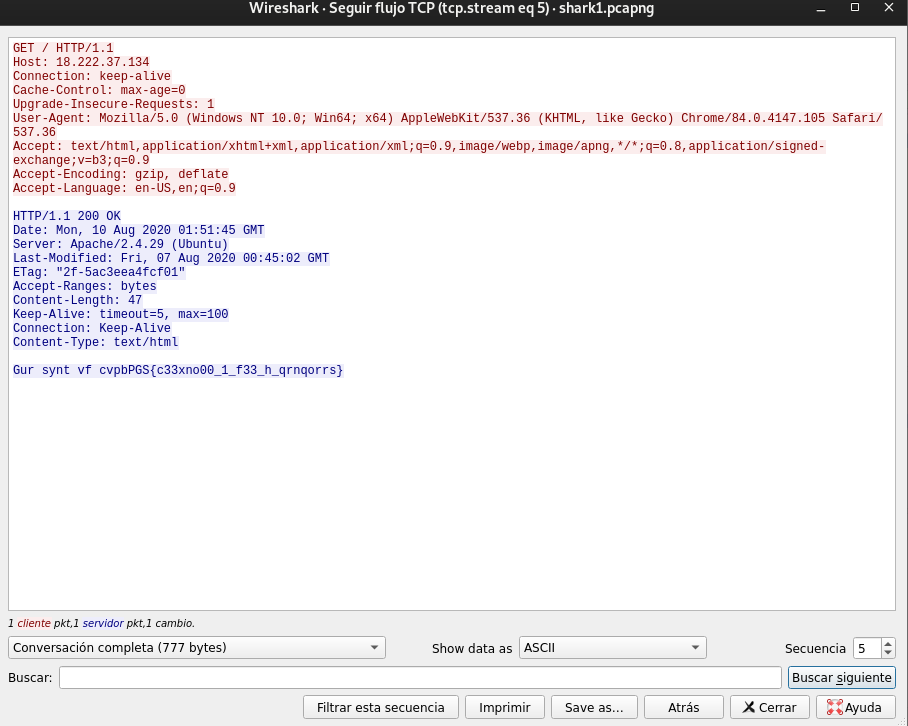 Wireshark · Seguir flujo TCP (tcp.stream eq 5) · shark1.pcapng
GET / HTTP/1.1
Host: 18.222.37.134
Connection: keep-alive
Cache-Control: max-age=0
Upgrade-Insecure-Requests: 1
User-Agent: Mozilla/5.0 (Windows NT 10.0; Win64; x64) AppleWebKit/537.36 (KHTML, like Gecko) Chrome/84.0.4147.105 Safari/
537.36
Accept: text/html,application/xhtml+xml,application/xml;q=0.9,image/webp,image/apng,*/*;q=0.8,application/signed-
exchange;v=b3;q=0.9
Accept-Encoding: gzip, deflate
Accept-Language: en-US,en;q=0.9
HTTP/1.1 200 OK
Date: Mon, 10 Aug 2020 01:51:45 GMT
Server: Apache/2.4.29 (Ubuntu)
Last-Modified: Fri, 07 Aug 2020 00:45:02 GMT
ETag: "2f-5ac3eea4fcf01"
Accept-Ranges: bytes
Content-Length: 47
Keep-Alive: timeout=5, max=100
Connection: Keep-Alive
Content-Type: text/html
Gur synt vf cvpbPGS{c33xno00_1_f33_h_qrnqorrs}
1 cliente pkt,1 servidor pkt,1 cambio.
Conversación completa (777 bytes) Show data as ASCII Secuencia 5
Buscar: Buscar siguiente
Filtrar esta secuencia Imprimir Save as... Atrás Cerrar Ayuda